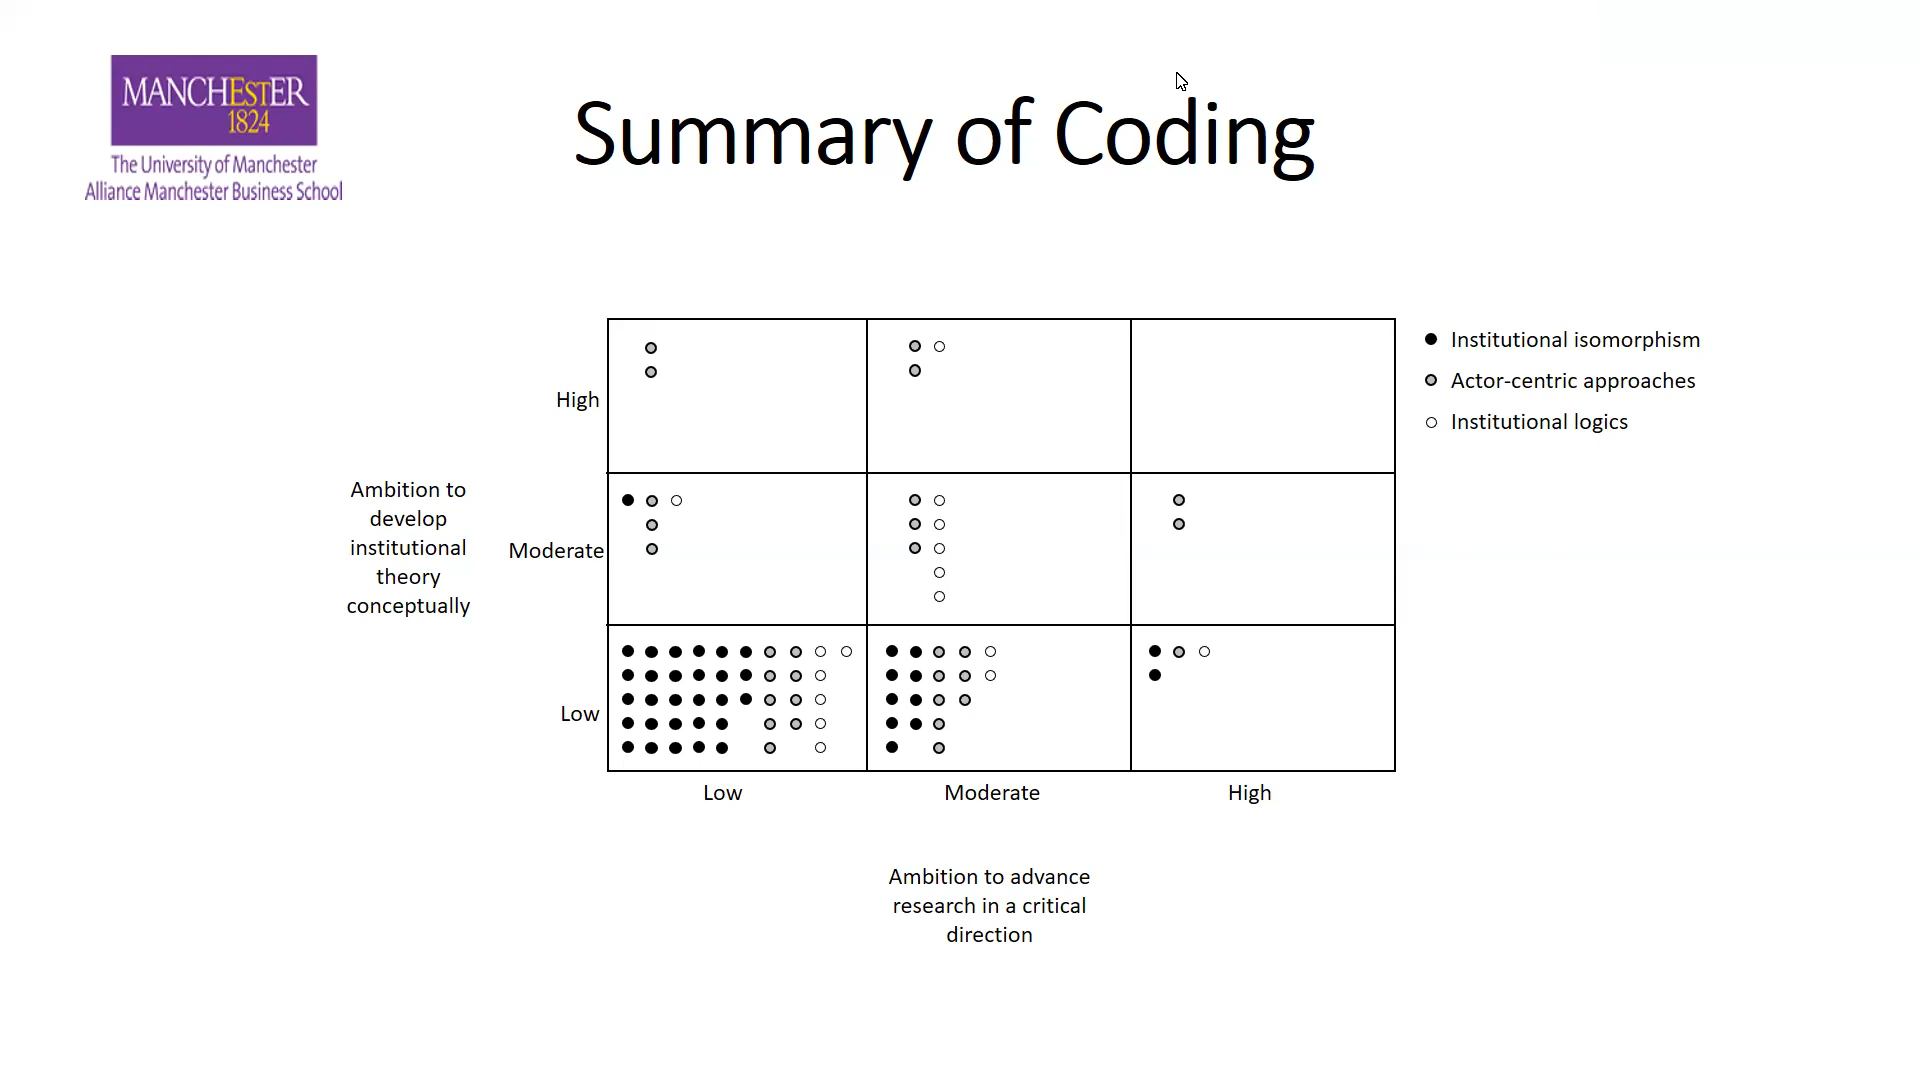 MANCHESTER
1824
The University of Manchester
Alliance Manchester Business School
Summary of Coding
Institutional isomorphism
Actor-centric approaches
Institutional logics
High
Ambition to
develop
institutional
theory
conceptually
Moderate
Low
Low
Moderate
High
Ambition to advance
research in a critical
direction